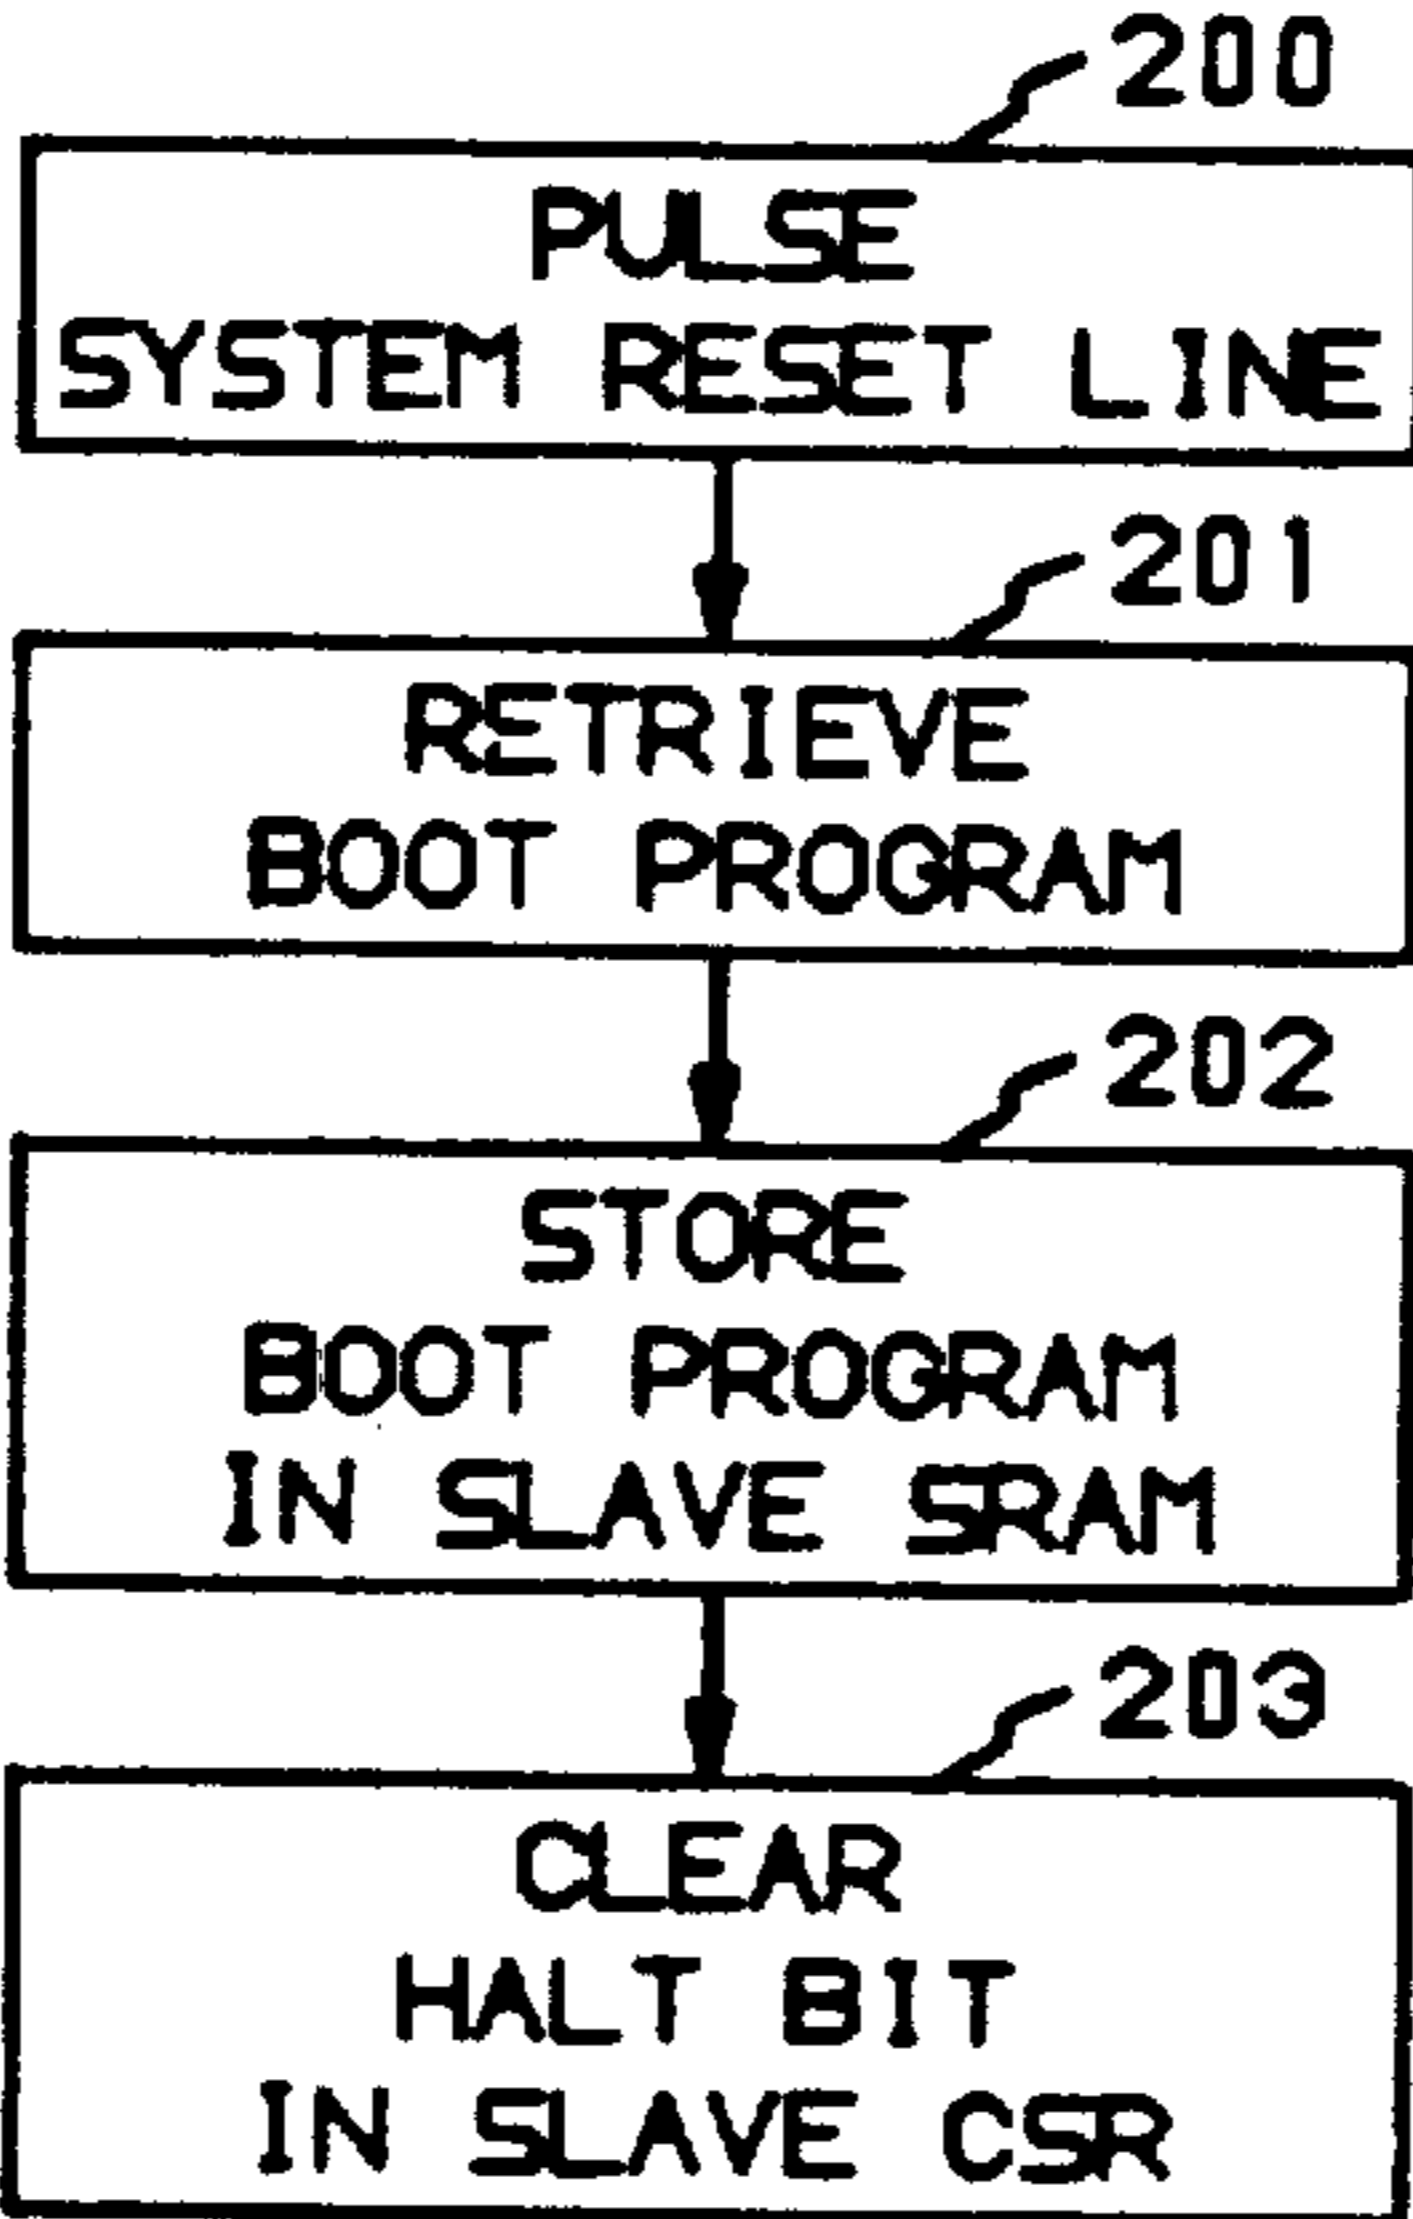 200
PULSE
SYSTEM RESET LINE
201
RETRIEVE
BOOT PROGRAM
202
STORE
BOOT PROGRAM
IN SLAVE SRAM
203
CLEAR
HALT BIT
IN SLAVE CSR